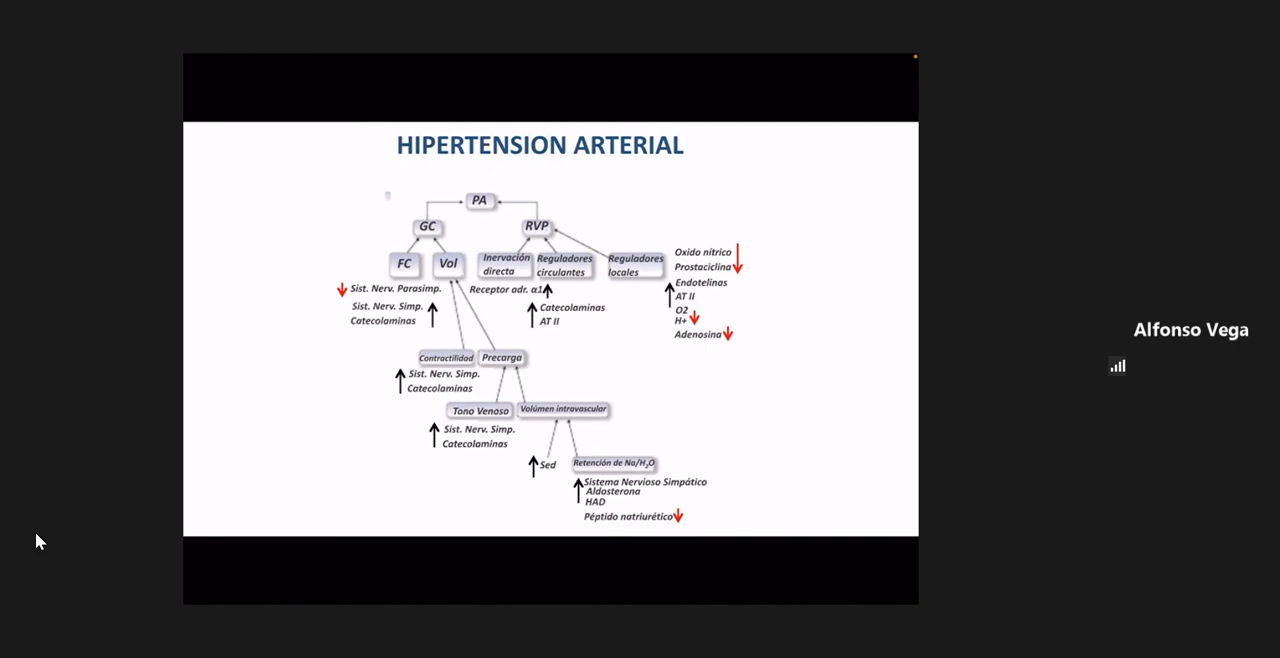 HIPERTENSION ARTERIAL
PA
GC
RVP
FC
Vol
Inervación
directa
Reguladores
circulantes
Reguladores
locales
Oxido nítrico
Prostaciclina
Endotelinas
AT II
O2
H+
Adenosina
Sist. Nerv. Parasimp.
Sist. Nerv. Simp.
Catecolaminas
Receptor adr. α1
Catecolaminas
AT II
Alfonso Vega
Contractilidad
Precarga
Sist. Nerv. Simp.
Catecolaminas
Tono Venoso
Volúmen intravascular
Sist. Nerv. Simp.
Catecolaminas
Sed
Retención de Na/H₂O
Sistema Nervioso Simpático
Aldosterona
HAD
Péptido natriurético